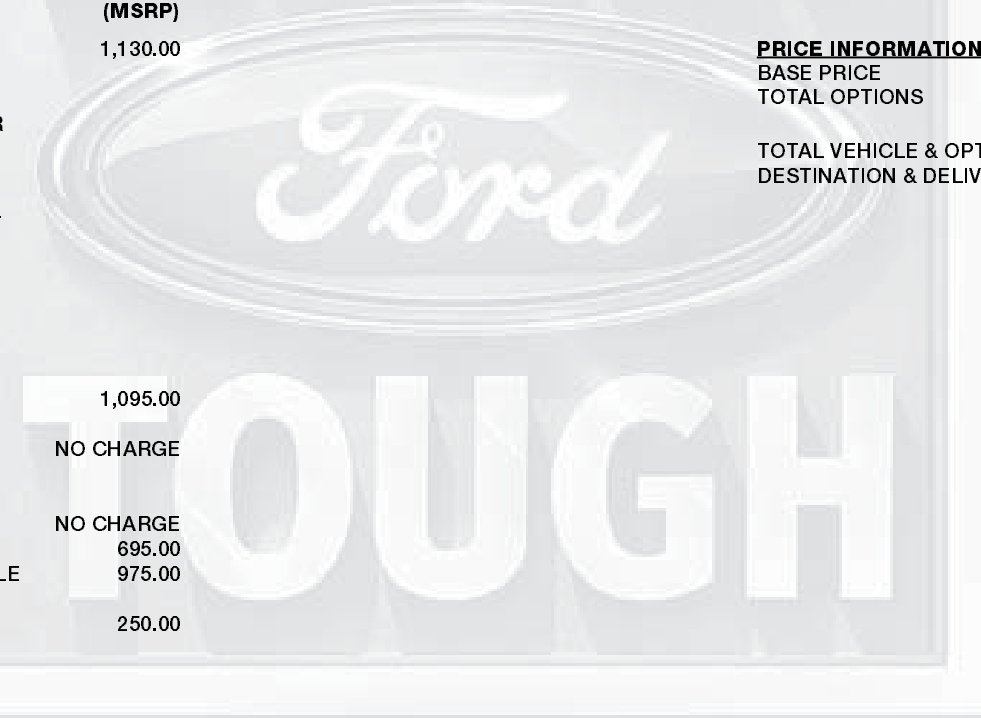 (MSRP)
1,130.00
R
1,095.00
NO CHARGE
NO CHARGE
695.00
LE 975.00
250.00
PRICE INFORMATION
BASE PRICE
TOTAL OPTIONS
TOTAL VEHICLE & OPT
DESTINATION & DELIV
Ford
TOUGH